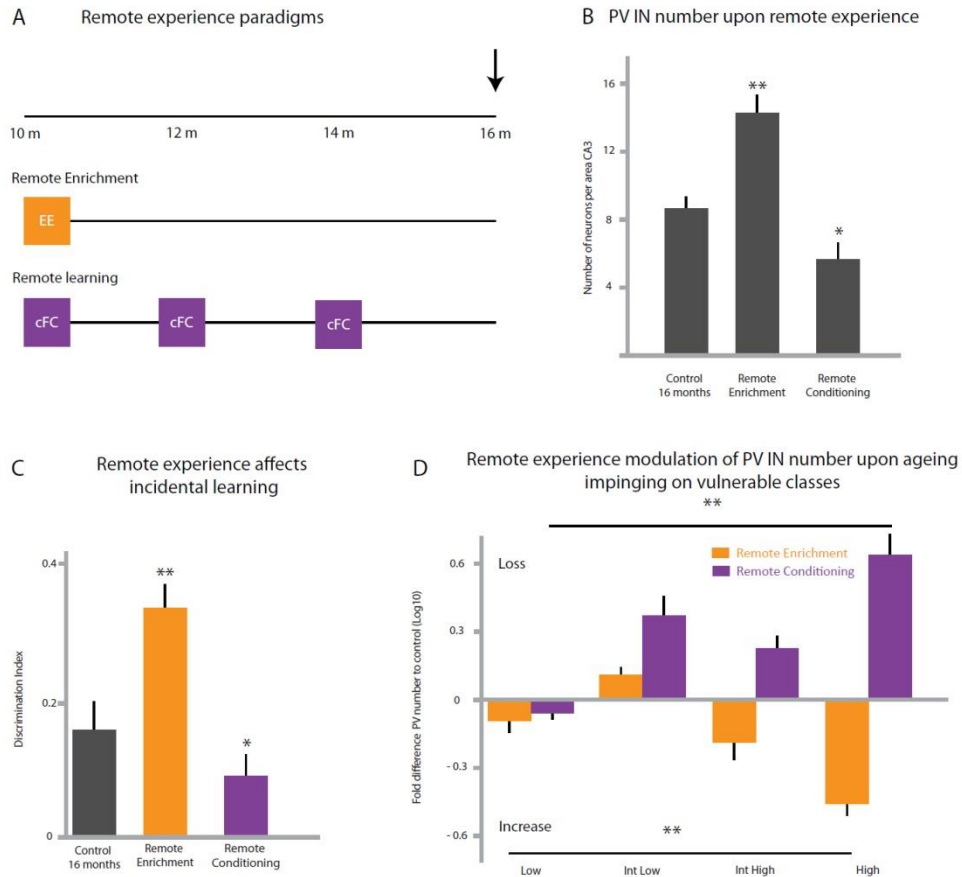 A
Remote experience paradigms
10 m
12 m
14 m
16 m
Remote Enrichment
EE
Remote learning
cFC
cFC
cFC
B
PV IN number upon remote experience
Number of neurons per area CA3
16
12
8
4
**
*
Control
16 months
Remote
Enrichment
Remote
Conditioning
C
Remote experience affects
incidental learning
Discrimination Index
0.4
0.2
0
**
*
Control
16 months
Remote
Enrichment
Remote
Conditioning
D
Remote experience modulation of PV IN number upon ageing
impinging on vulnerable classes
**
Fold difference PV number to control (Log10)
0.6
0.3
0
- 0.3
- 0.6
Loss
Remote Enrichment
Remote Conditioning
Increase
**
Low
Int Low
Int High
High